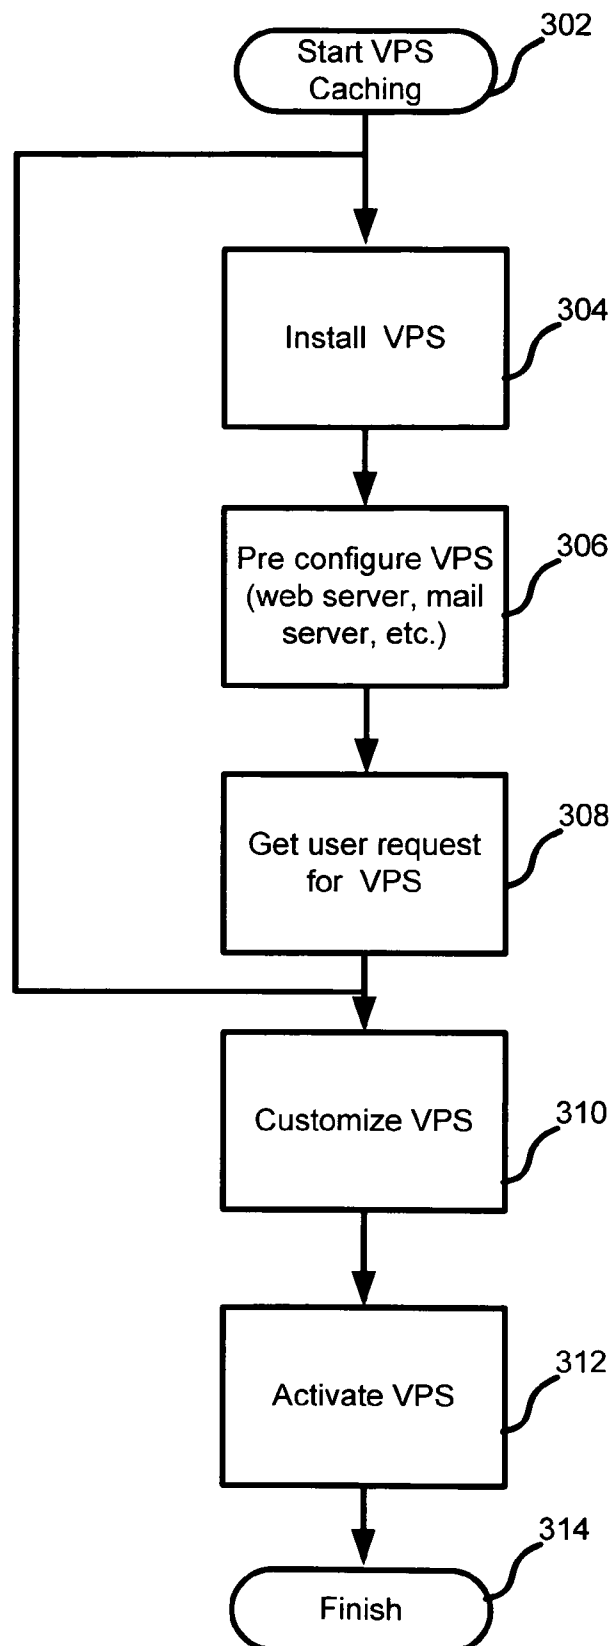 302
Start VPS
Caching
304
Install VPS
306
Pre configure VPS
(web server, mail
server, etc.)
308
Get user request
for VPS
310
Customize VPS
312
Activate VPS
314
Finish